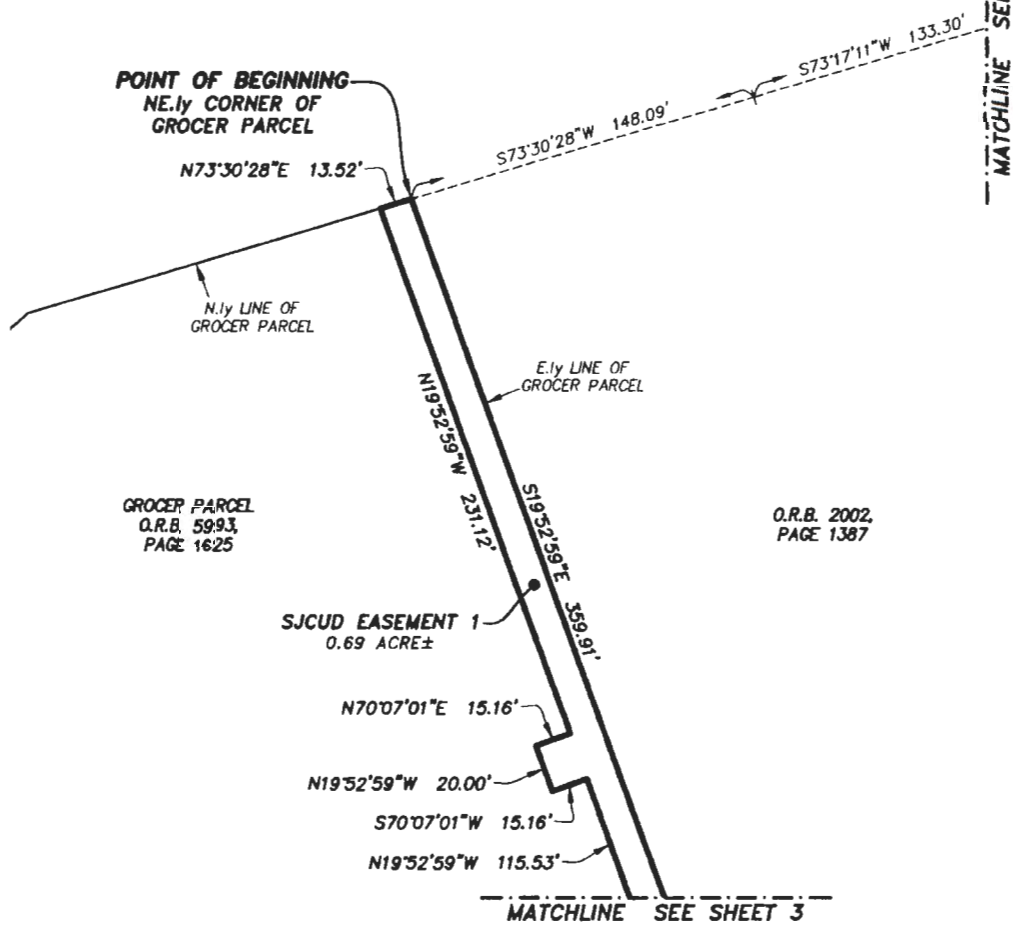 MATCHLINE SE
S73°17'11"W 133.30'
POINT OF BEGINNING
NE.ly CORNER OF
GROCER PARCEL
S73°30'28"W 148.09'
N73°30'28"E 13.52'
N.ly LINE OF
GROCER PARCEL
E.ly LINE OF
GROCER PARCEL
N19°52'59"W 231.12'
S19°52'59"E 359.91'
GROCER PARCEL
O.R.B. 5993,
PAGE 1625
O.R.B. 2002,
PAGE 1387
SJCUD EASEMENT 1
0.69 ACRE±
N70°07'01"E 15.16'
N19°52'59"W 20.00'
S70°07'01"W 15.16'
N19°52'59"W 115.53'
MATCHLINE SEE SHEET 3